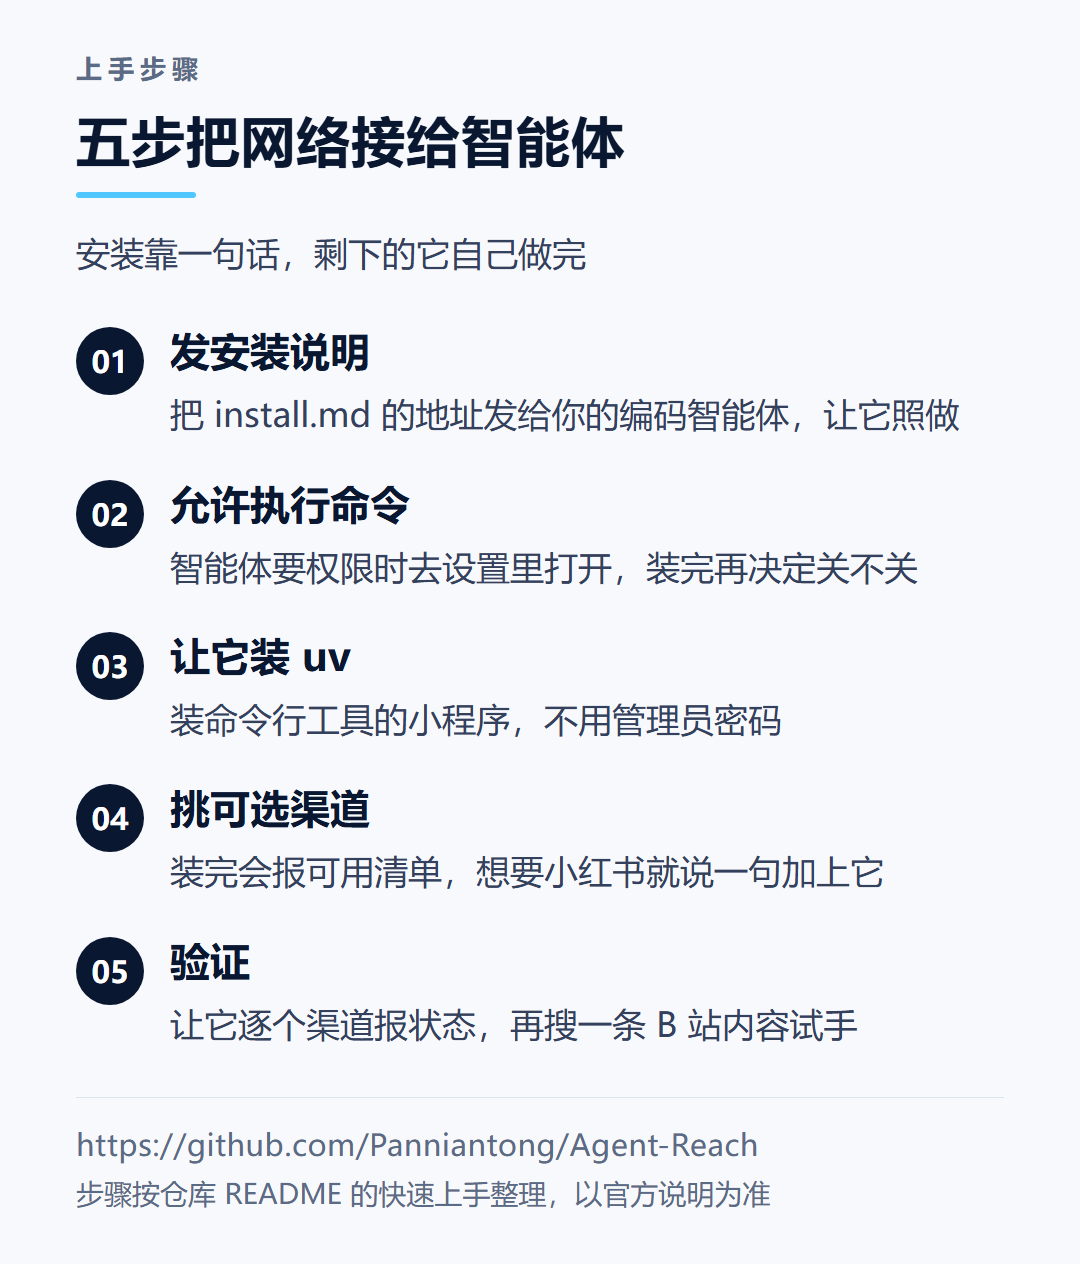 上手步骤
五步把网络接给智能体
安装靠一句话，剩下的它自己做完
01
发安装说明
把 install.md 的地址发给你的编码智能体，让它照做
02
允许执行命令
智能体要权限时去设置里打开，装完再决定关不关
03
让它装 uv
装命令行工具的小程序，不用管理员密码
04
挑可选渠道
装完会报可用清单，想要小红书就说一句加上它
05
验证
让它逐个渠道报状态，再搜一条 B 站内容试手
https://github.com/Panniantong/Agent-Reach
步骤按仓库 README 的快速上手整理，以官方说明为准